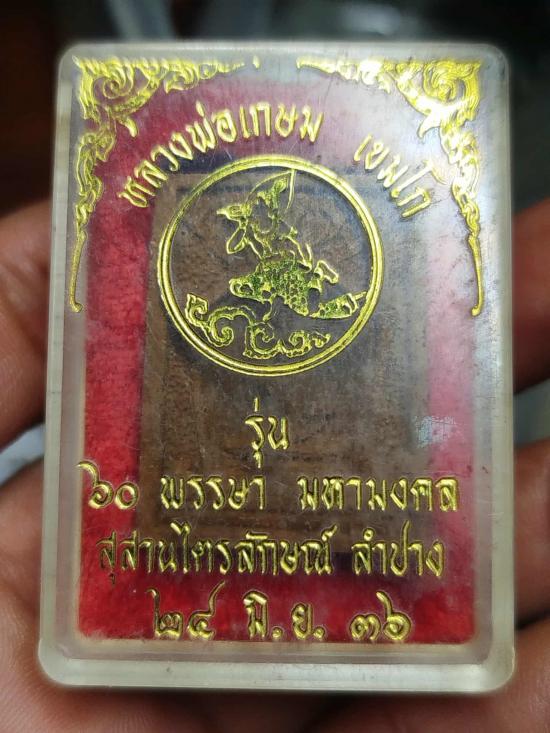 หลวงพ่อเกษม เขมโก
รุ่น
๖๐ พรรษา มหามงคล
สุสานไตรลักษณ์ ลำปาง
๒๔ มิ.ย. ๓๖